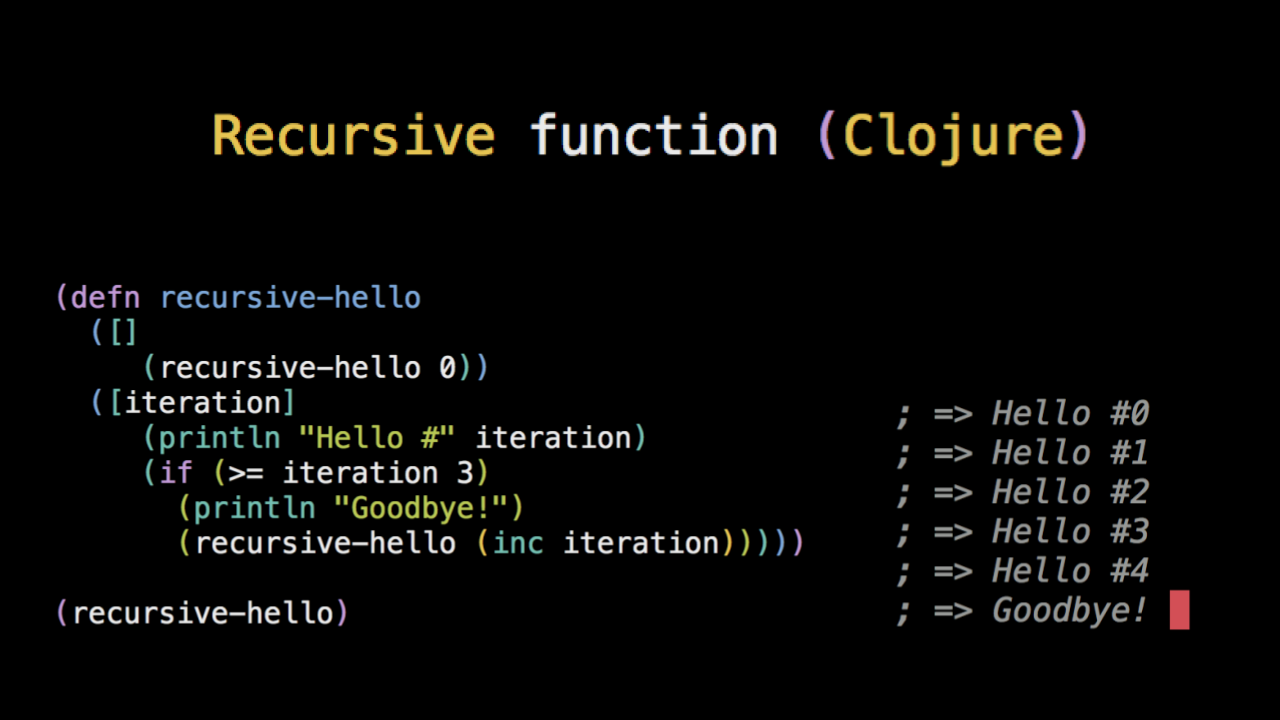 Recursive function (Clojure)
(defn recursive-hello
  ([]
     (recursive-hello 0))
  ([iteration]
     (println "Hello #" iteration)
     (if (>= iteration 3)
       (println "Goodbye!")
       (recursive-hello (inc iteration)))))
(recursive-hello)
; => Hello #0
; => Hello #1
; => Hello #2
; => Hello #3
; => Hello #4
; => Goodbye!